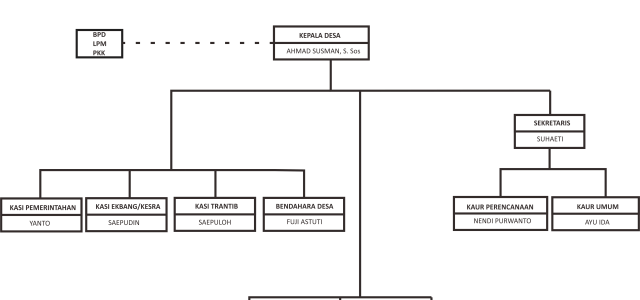 BPD
LPM
PKK
KEPALA DESA
AHMAD SUSMAN, S. Sos
SEKRETARIS
SUHAETI
KASI PEMERINTAHAN
YANTO
KASI EKBANG/KESRA
SAEPUDIN
KASI TRANTIB
SAEPULOH
BENDAHARA DESA
FUJI ASTUTI
KAUR PERENCANAAN
NENDI PURWANTO
KAUR UMUM
AYU IDA